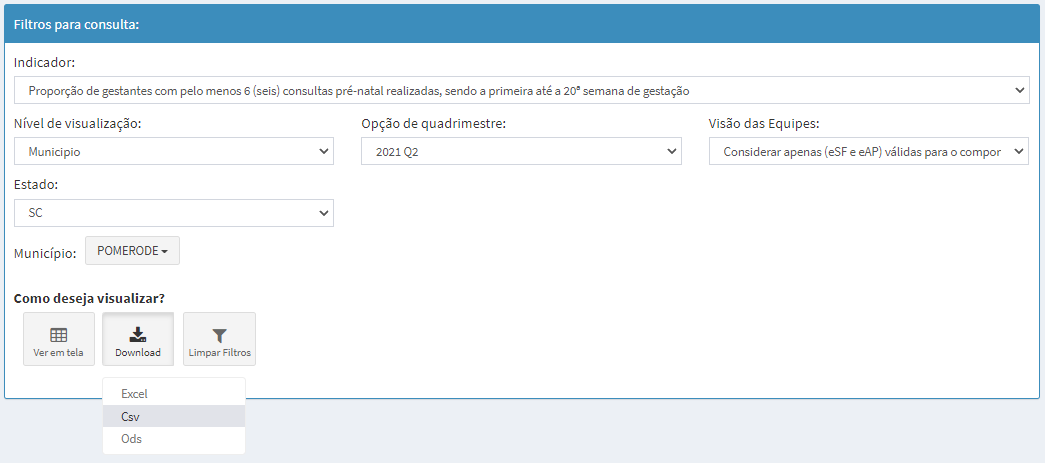 Filtros para consulta:
Indicador:
Proporção de gestantes com pelo menos 6 (seis) consultas pré-natal realizadas, sendo a primeira até a 20ª semana de gestação
Nível de visualização: Opção de quadrimestre: Visão das Equipes:
Municipio 2021 Q2 Considerar apenas (eSF e eAP) válidas para o compor
Estado:
SC
Município: POMERODE
Como deseja visualizar?
Ver em tela Download Limpar Filtros
Excel
Csv
Ods